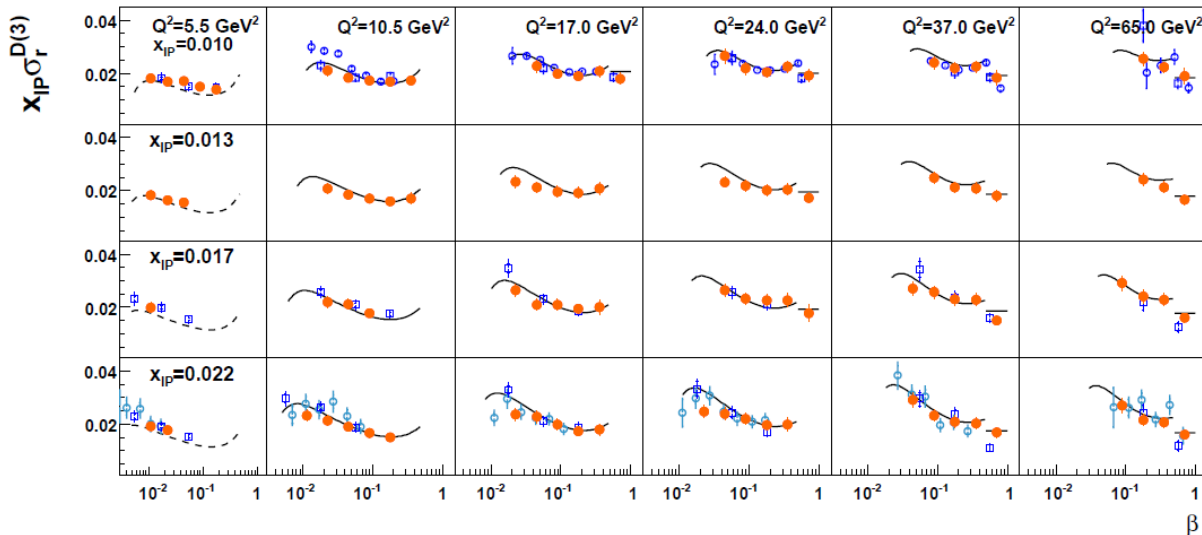 x_IP σ_r^D(3)
Q²=5.5 GeV² Q²=10.5 GeV² Q²=17.0 GeV² Q²=24.0 GeV² Q²=37.0 GeV² Q²=65.0 GeV²
x_IP=0.010
0.04
0.02
x_IP=0.013
0.04
0.02
x_IP=0.017
0.04
0.02
x_IP=0.022
0.04
0.02
10⁻² 10⁻¹ 1 10⁻² 10⁻¹ 1 10⁻² 10⁻¹ 1 10⁻² 10⁻¹ 1 10⁻² 10⁻¹ 1 10⁻² 10⁻¹ 1
β